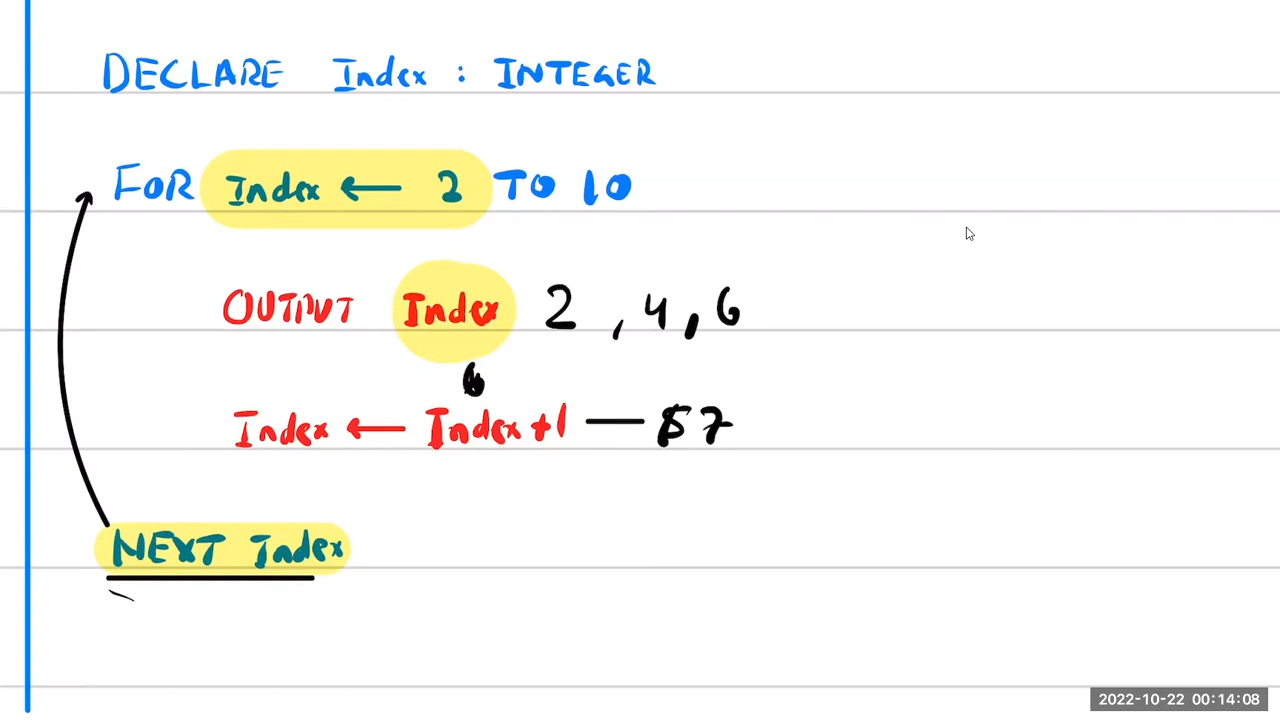 DECLARE Index : INTEGER
FOR Index ← 2 TO 10
OUTPUT Index 2 , 4 , 6
6
Index ← Index+1 — 7
NEXT Index
2022-10-22 00:14:08